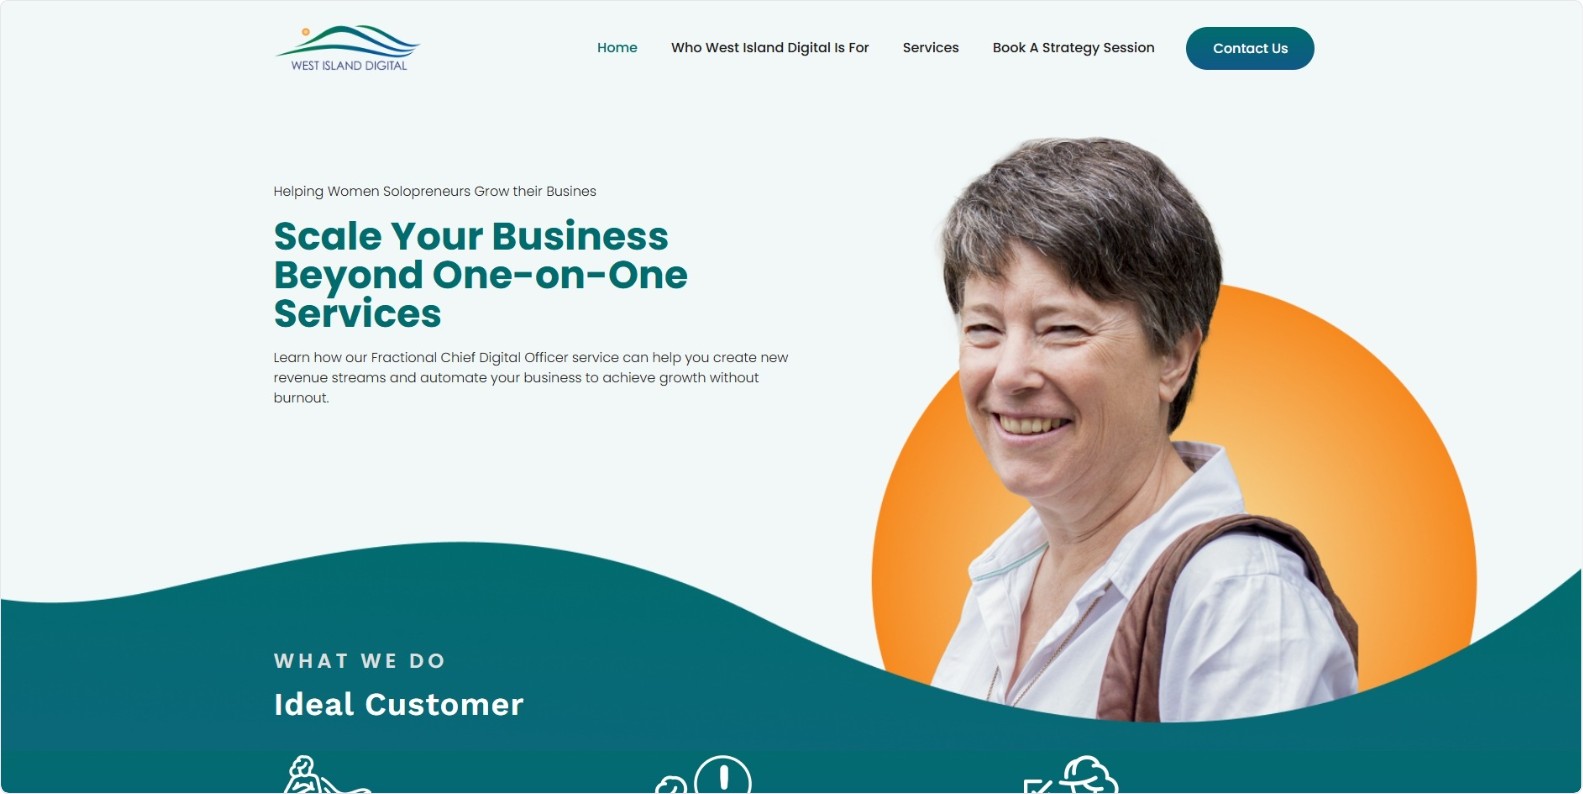 WEST ISLAND DIGITAL
Home
Who West Island Digital Is For
Services
Book A Strategy Session
Contact Us
Helping Women Solopreneurs Grow their Busines
Scale Your Business
Beyond One-on-One
Services
Learn how our Fractional Chief Digital Officer service can help you create new
revenue streams and automate your business to achieve growth without
burnout.
WHAT WE DO
Ideal Customer